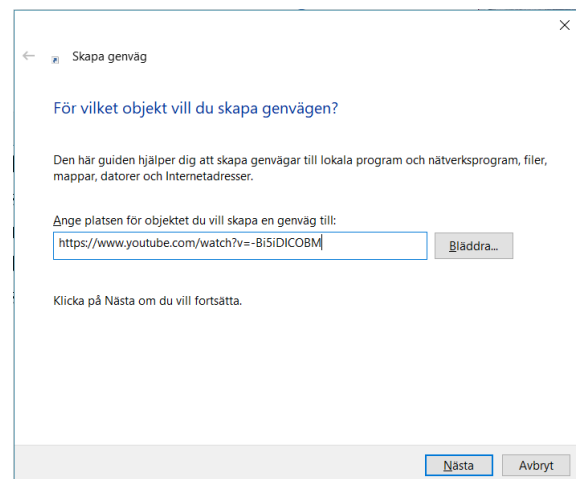 Skapa genväg
För vilket objekt vill du skapa genvägen?
Den här guiden hjälper dig att skapa genvägar till lokala program och nätverksprogram, filer,
mappar, datorer och Internetadresser.
Ange platsen för objektet du vill skapa en genväg till:
https://www.youtube.com/watch?v=-Bi5iDICOBM
Bläddra...
Klicka på Nästa om du vill fortsätta.
Nästa
Avbryt